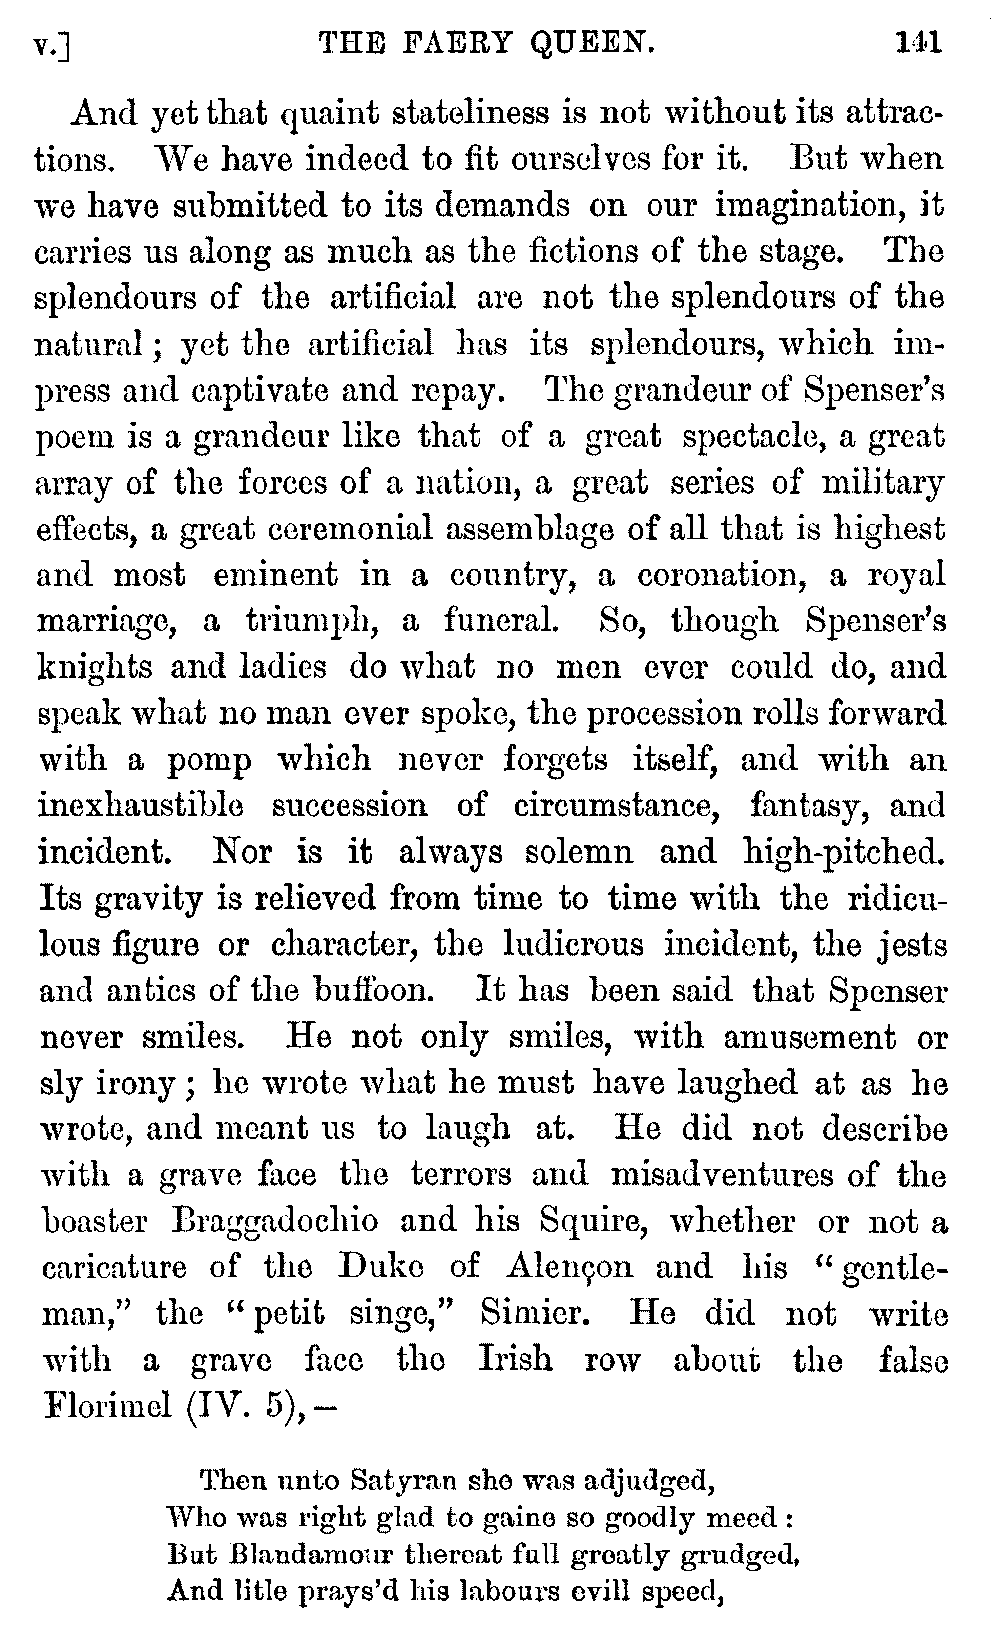 v.] THE FAERY QUEEN. 141
And yet that quaint stateliness is not without its attrac-
tions. We have indeed to fit ourselves for it. But when
we have submitted to its demands on our imagination, it
carries us along as much as the fictions of the stage. The
splendours of the artificial are not the splendours of the
natural ; yet the artificial has its splendours, which im-
press and captivate and repay. The grandeur of Spenser's
poem is a grandeur like that of a great spectacle, a great
array of the forces of a nation, a great series of military
effects, a great ceremonial assemblage of all that is highest
and most eminent in a country, a coronation, a royal
marriage, a triumph, a funeral. So, though Spenser's
knights and ladies do what no men ever could do, and
speak what no man ever spoke, the procession rolls forward
with a pomp which never forgets itself, and with an
inexhaustible succession of circumstance, fantasy, and
incident. Nor is it always solemn and high-pitched.
Its gravity is relieved from time to time with the ridicu-
lous figure or character, the ludicrous incident, the jests
and antics of the buffoon. It has been said that Spenser
never smiles. He not only smiles, with amusement or
sly irony ; he wrote what he must have laughed at as he
wrote, and meant us to laugh at. He did not describe
with a grave face the terrors and misadventures of the
boaster Braggadochio and his Squire, whether or not a
caricature of the Duke of Alençon and his "gentle-
man," the "petit singe," Simier. He did not write
with a grave face the Irish row about the false
Florimel (IV. 5), —
Then unto Satyran she was adjudged,
Who was right glad to gaine so goodly meed :
But Blandamour thereat full greatly grudged,
And litle prays'd his labours evill speed,